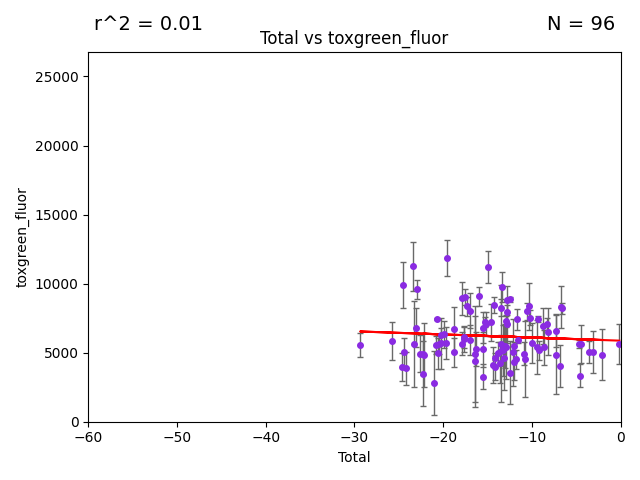 r^2 = 0.01
N = 96
Total vs toxgreen_fluor
25000
20000
15000
10000
5000
0
toxgreen_fluor
−60
−50
−40
−30
−20
−10
0
Total